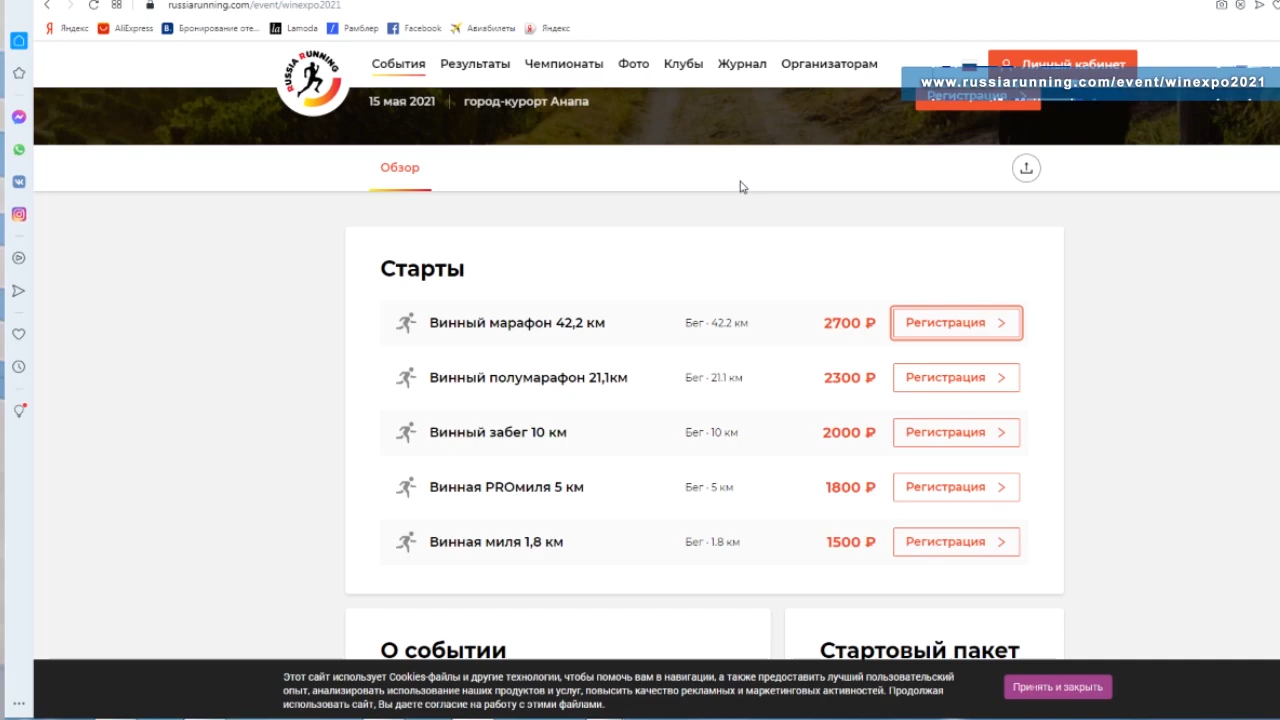 russiarunning.com/event/winexpo2021
Яндекс
AliExpress
Бронирование оте...
Lamoda
Рамблер
Facebook
Авиабилеты
Яндекс
RUSSIA RUNNING
События
Результаты
Чемпионаты
Фото
Клубы
Журнал
Организаторам
Личный кабинет
www.russiarunning.com/event/winexpo2021
15 мая 2021
город-курорт Анапа
Регистрация
Обзор
Старты
Винный марафон 42,2 км Бег · 42.2 км 2700 ₽ Регистрация
Винный полумарафон 21,1км Бег · 21.1 км 2300 ₽ Регистрация
Винный забег 10 км Бег · 10 км 2000 ₽ Регистрация
Винная PROмиля 5 км Бег · 5 км 1800 ₽ Регистрация
Винная миля 1,8 км Бег · 1.8 км 1500 ₽ Регистрация
О событии
Стартовый пакет
Этот сайт использует Cookies-файлы и другие технологии, чтобы помочь вам в навигации, а также предоставить лучший пользовательский
опыт, анализировать использование наших продуктов и услуг, повысить качество рекламных и маркетинговых активностей. Продолжая
использовать сайт, Вы даете согласие на работу с этими файлами.
Принять и закрыть